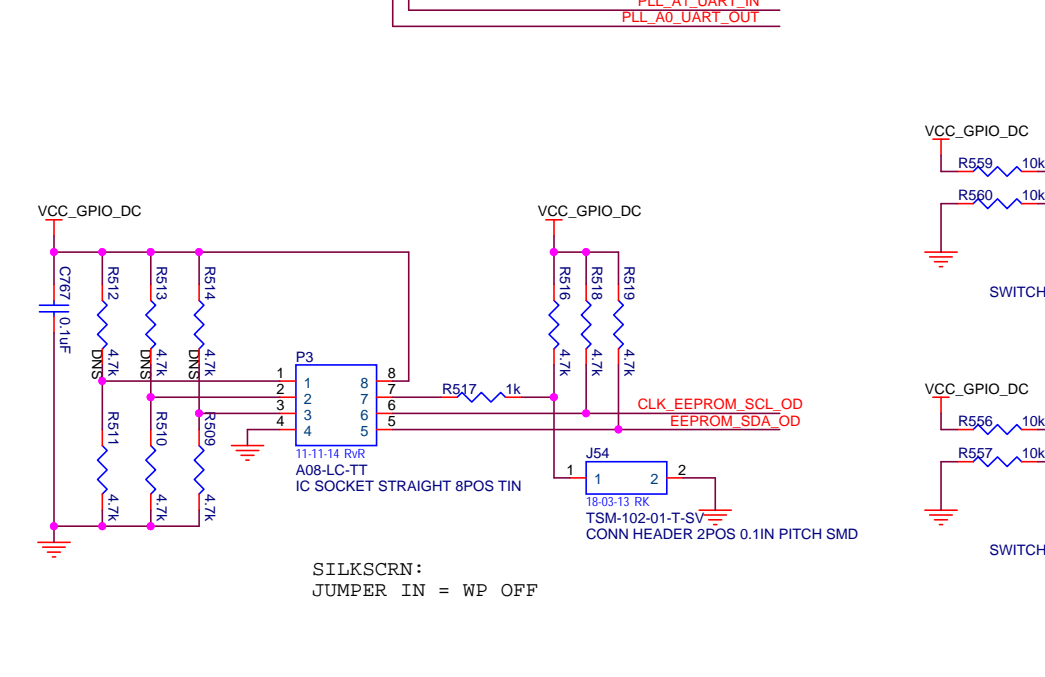 PLL_A1_UART_IN
PLL_A0_UART_OUT
VCC_GPIO_DC
R559 10k
R560 10k
SWITCH
VCC_GPIO_DC
VCC_GPIO_DC
C767 0.1uF
R512 4.7k DNS
R513 4.7k DNS
R514 4.7k DNS
R511 4.7k
R510 4.7k
R509 4.7k
P3
1 1 8 8
2 2 7 7
3 3 6 6
4 4 5 5
11-11-14 RvR
A08-LC-TT
IC SOCKET STRAIGHT 8POS TIN
R517 1k
R516 4.7k
R518 4.7k
R519 4.7k
CLK_EEPROM_SCL_OD
EEPROM_SDA_OD
J54
1 1 2 2
18-03-13 RK
TSM-102-01-T-SV
CONN HEADER 2POS 0.1IN PITCH SMD
VCC_GPIO_DC
R556 10k
R557 10k
SWITCH
SILKSCRN:
JUMPER IN = WP OFF